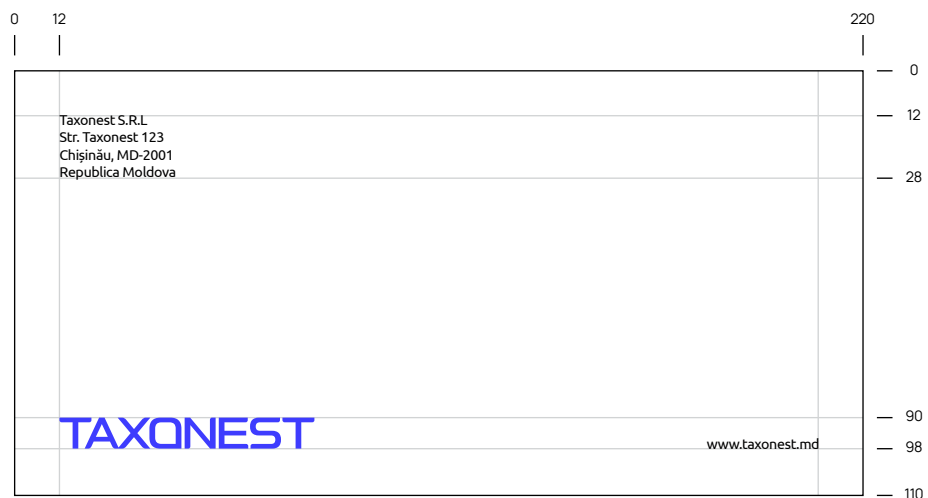 0 12 220
0
12
Taxonest S.R.L
Str. Taxonest 123
Chișinău, MD-2001
Republica Moldova
28
90
TAXONEST
www.taxonest.md
98
110